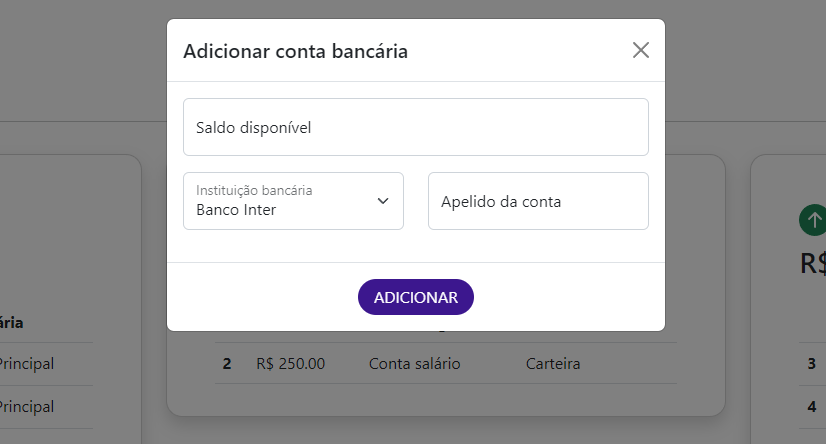 Adicionar conta bancária
Saldo disponível
Instituição bancária
Banco Inter
Apelido da conta
ADICIONAR
R$
ária
2 R$ 250.00 Conta salário Carteira
Principal
3
Principal
4